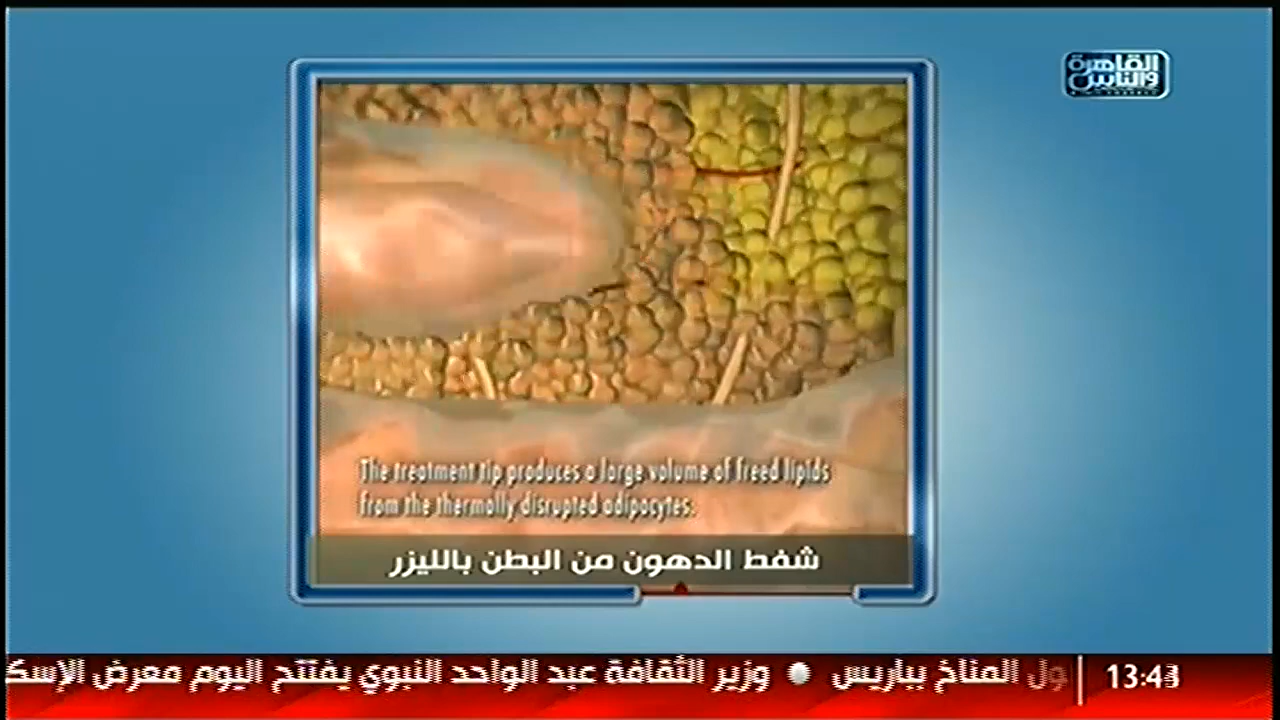 القاهرة
والناس
The treatment tip produces a large volume of freed lipids
from the thermally disrupted adipocytes.
شفط الدهون من البطن بالليزر
ول المناخ بباريس ● وزير الثقافة عبد الواحد النبوي يفتتح اليوم معرض الإسك
13:43